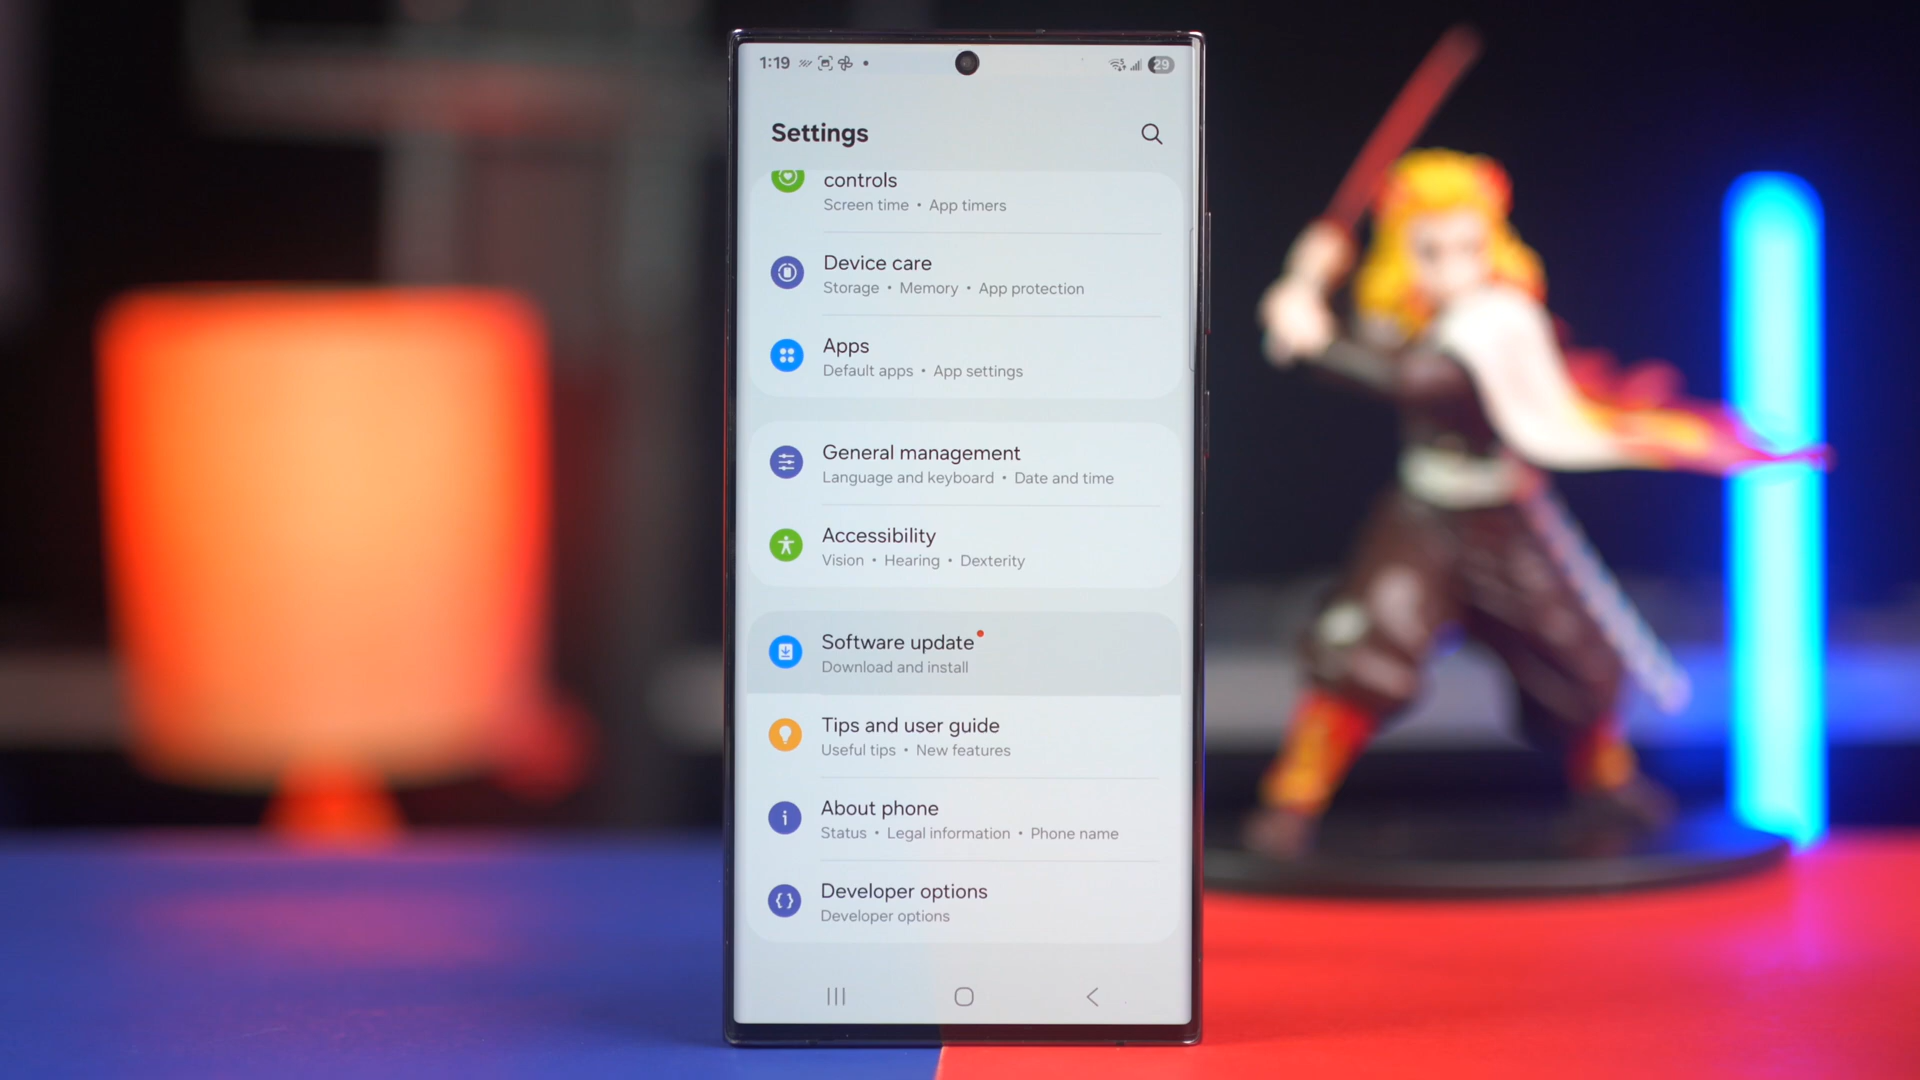 1:19
29
Settings
controls
Screen time • App timers
Device care
Storage • Memory • App protection
Apps
Default apps • App settings
General management
Language and keyboard • Date and time
Accessibility
Vision • Hearing • Dexterity
Software update
Download and install
Tips and user guide
Useful tips • New features
About phone
Status • Legal information • Phone name
Developer options
Developer options